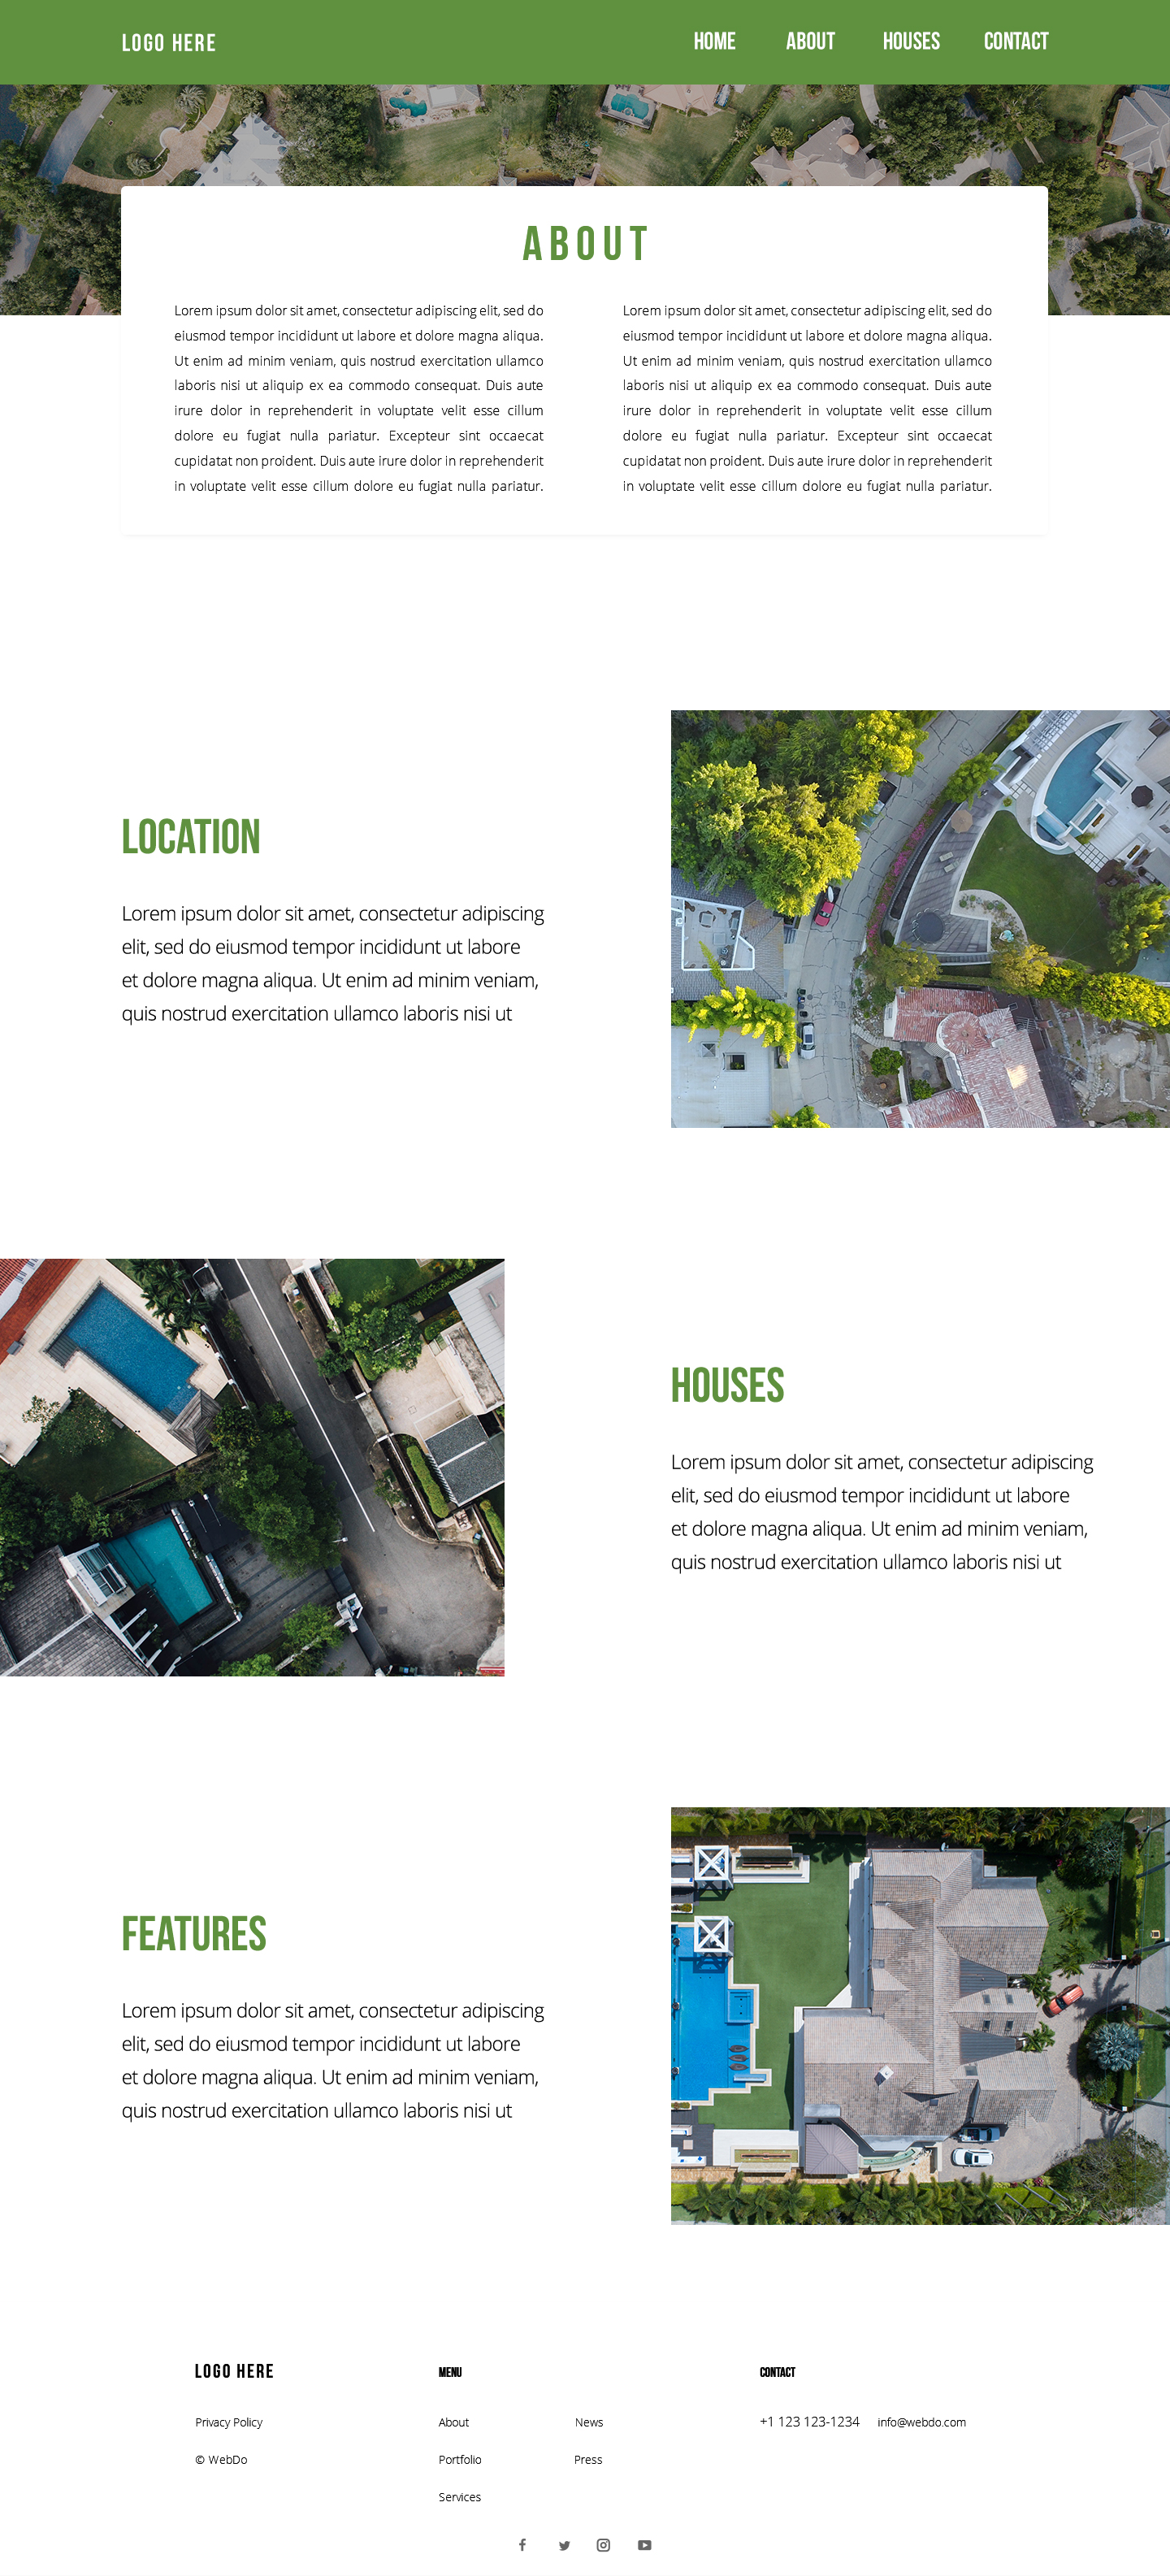 LOGO HERE
HOME ABOUT HOUSES CONTACT
ABOUT
Lorem ipsum dolor sit amet, consectetur adipiscing elit, sed do
eiusmod tempor incididunt ut labore et dolore magna aliqua.
Ut enim ad minim veniam, quis nostrud exercitation ullamco
laboris nisi ut aliquip ex ea commodo consequat. Duis aute
irure dolor in reprehenderit in voluptate velit esse cillum
dolore eu fugiat nulla pariatur. Excepteur sint occaecat
cupidatat non proident. Duis aute irure dolor in reprehenderit
in voluptate velit esse cillum dolore eu fugiat nulla pariatur.
Lorem ipsum dolor sit amet, consectetur adipiscing elit, sed do
eiusmod tempor incididunt ut labore et dolore magna aliqua.
Ut enim ad minim veniam, quis nostrud exercitation ullamco
laboris nisi ut aliquip ex ea commodo consequat. Duis aute
irure dolor in reprehenderit in voluptate velit esse cillum
dolore eu fugiat nulla pariatur. Excepteur sint occaecat
cupidatat non proident. Duis aute irure dolor in reprehenderit
in voluptate velit esse cillum dolore eu fugiat nulla pariatur.
LOCATION
Lorem ipsum dolor sit amet, consectetur adipiscing
elit, sed do eiusmod tempor incididunt ut labore
et dolore magna aliqua. Ut enim ad minim veniam,
quis nostrud exercitation ullamco laboris nisi ut
HOUSES
Lorem ipsum dolor sit amet, consectetur adipiscing
elit, sed do eiusmod tempor incididunt ut labore
et dolore magna aliqua. Ut enim ad minim veniam,
quis nostrud exercitation ullamco laboris nisi ut
FEATURES
Lorem ipsum dolor sit amet, consectetur adipiscing
elit, sed do eiusmod tempor incididunt ut labore
et dolore magna aliqua. Ut enim ad minim veniam,
quis nostrud exercitation ullamco laboris nisi ut
LOGO HERE
Privacy Policy
© WebDo
MENU
About
Portfolio
Services
News
Press
CONTACT
+1 123 123-1234 info@webdo.com